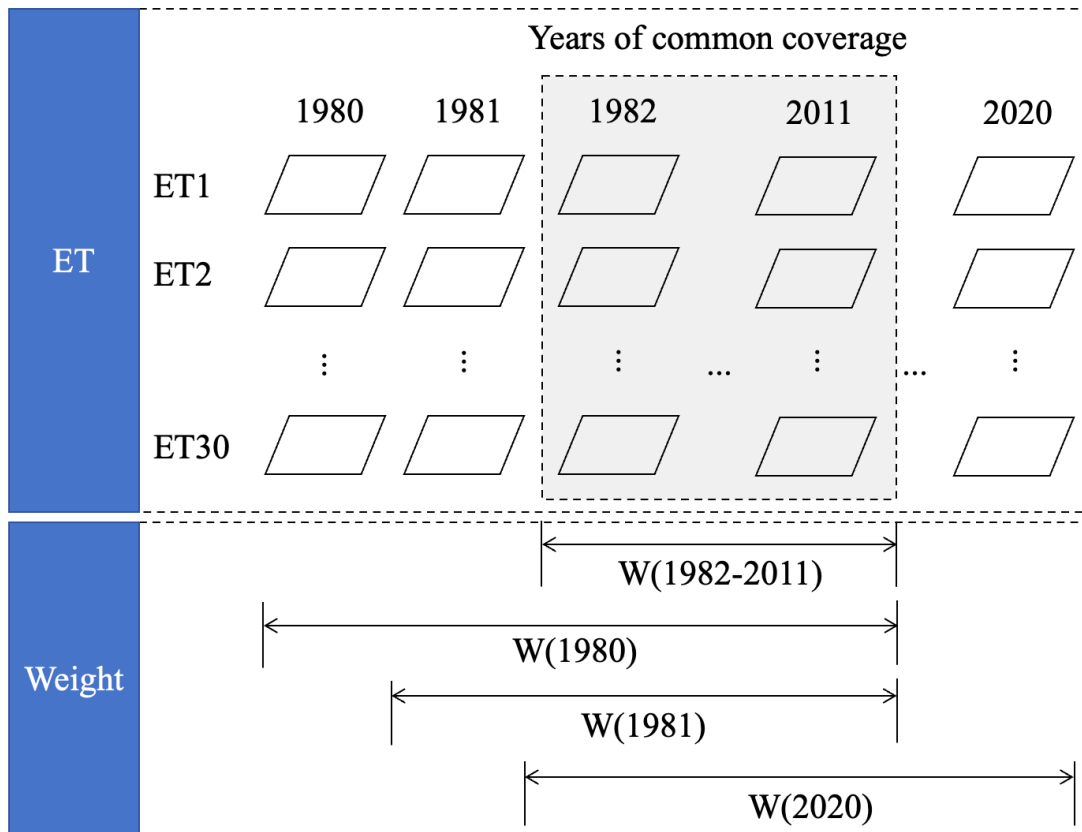 Years of common coverage
1980 1981 1982 2011 2020
ET1
ET2
ET
⋮ ⋮ ⋮ ... ⋮ ... ⋮
ET30
W(1982-2011)
W(1980)
Weight
W(1981)
W(2020)